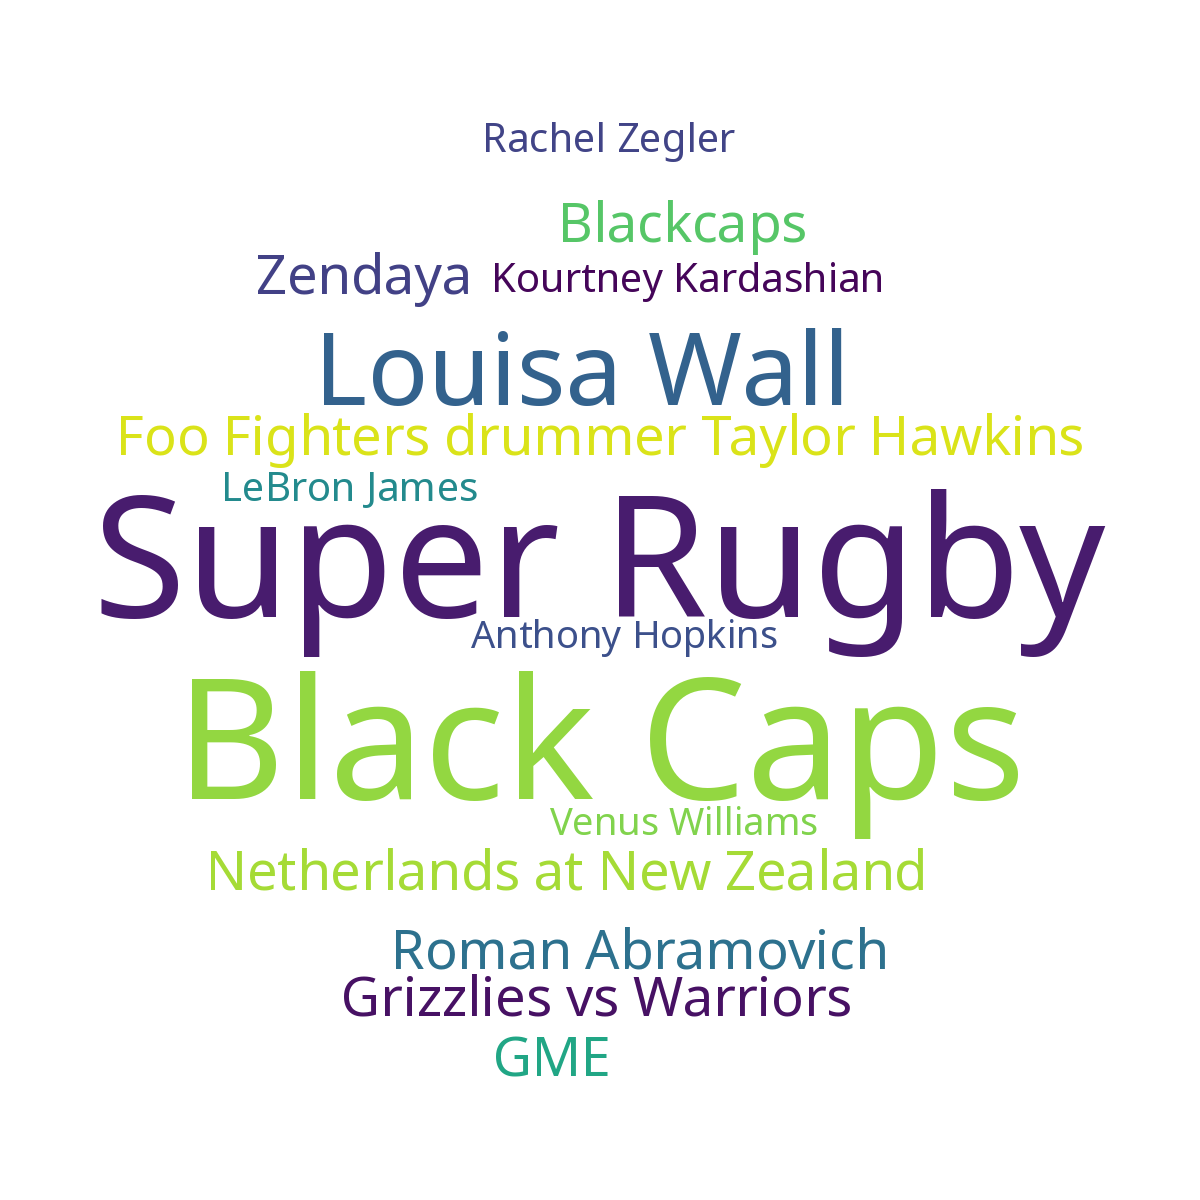 Rachel Zegler
Blackcaps
Zendaya
Kourtney Kardashian
Louisa Wall
Foo Fighters drummer Taylor Hawkins
LeBron James
Super Rugby
Anthony Hopkins
Black Caps
Venus Williams
Netherlands at New Zealand
Roman Abramovich
Grizzlies vs Warriors
GME